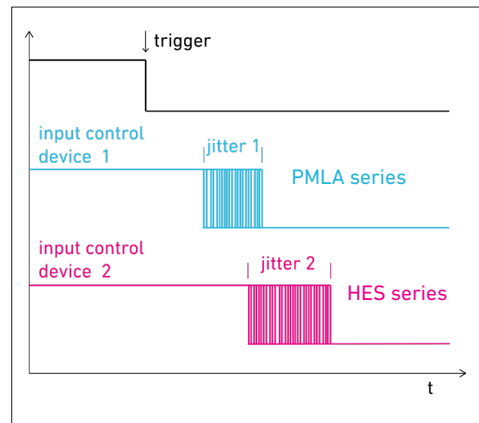 trigger
input control
device 1
jitter 1
PMLA series
input control
device 2
jitter 2
HES series
t